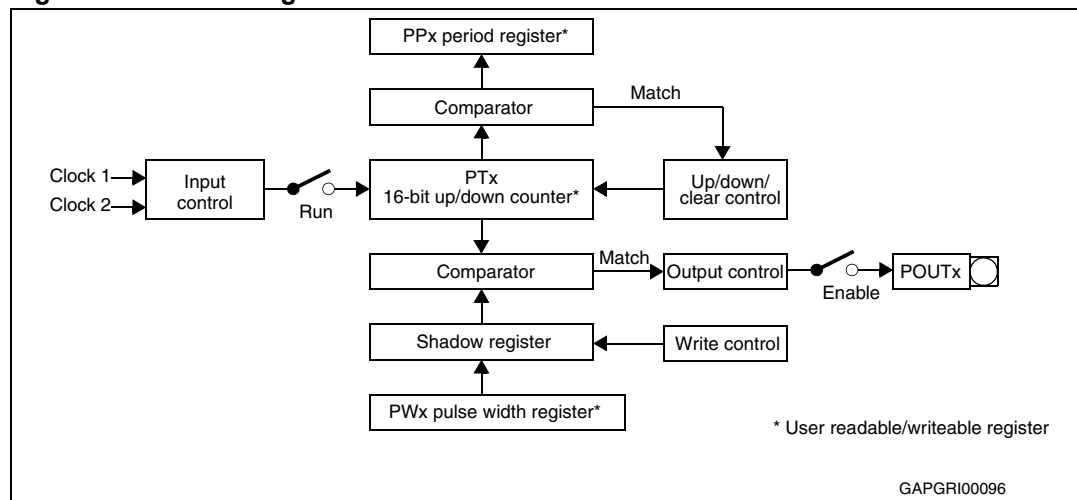 PPx period register*
Comparator
Match
Clock 1
Clock 2
Input
control
Run
PTx
16-bit up/down counter*
Up/down/
clear control
Comparator
Match
Output control
Enable
POUTx
Shadow register
Write control
PWx pulse width register*
* User readable/writeable register
GAPGRI00096